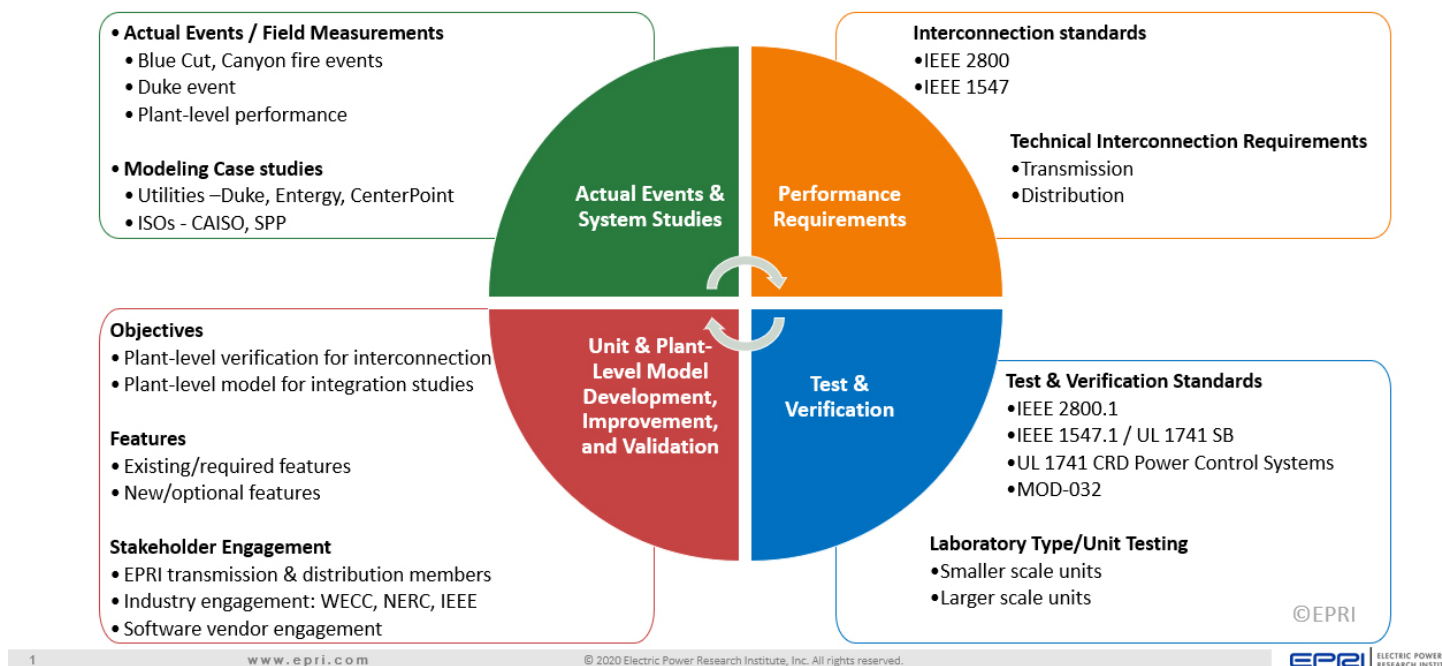 • Actual Events / Field Measurements
• Blue Cut, Canyon fire events
• Duke event
• Plant-level performance
• Modeling Case studies
• Utilities –Duke, Entergy, CenterPoint
• ISOs - CAISO, SPP
Interconnection standards
•IEEE 2800
•IEEE 1547
Technical Interconnection Requirements
•Transmission
•Distribution
Actual Events &
System Studies
Performance
Requirements
Unit & Plant-
Level Model
Development,
Improvement,
and Validation
Test &
Verification
Objectives
• Plant-level verification for interconnection
• Plant-level model for integration studies
Features
• Existing/required features
• New/optional features
Stakeholder Engagement
• EPRI transmission & distribution members
• Industry engagement: WECC, NERC, IEEE
• Software vendor engagement
Test & Verification Standards
•IEEE 2800.1
•IEEE 1547.1 / UL 1741 SB
•UL 1741 CRD Power Control Systems
•MOD-032
Laboratory Type/Unit Testing
•Smaller scale units
•Larger scale units
©EPRI
1
www.epri.com
© 2020 Electric Power Research Institute, Inc. All rights reserved.
EPRI
ELECTRIC POWER
RESEARCH